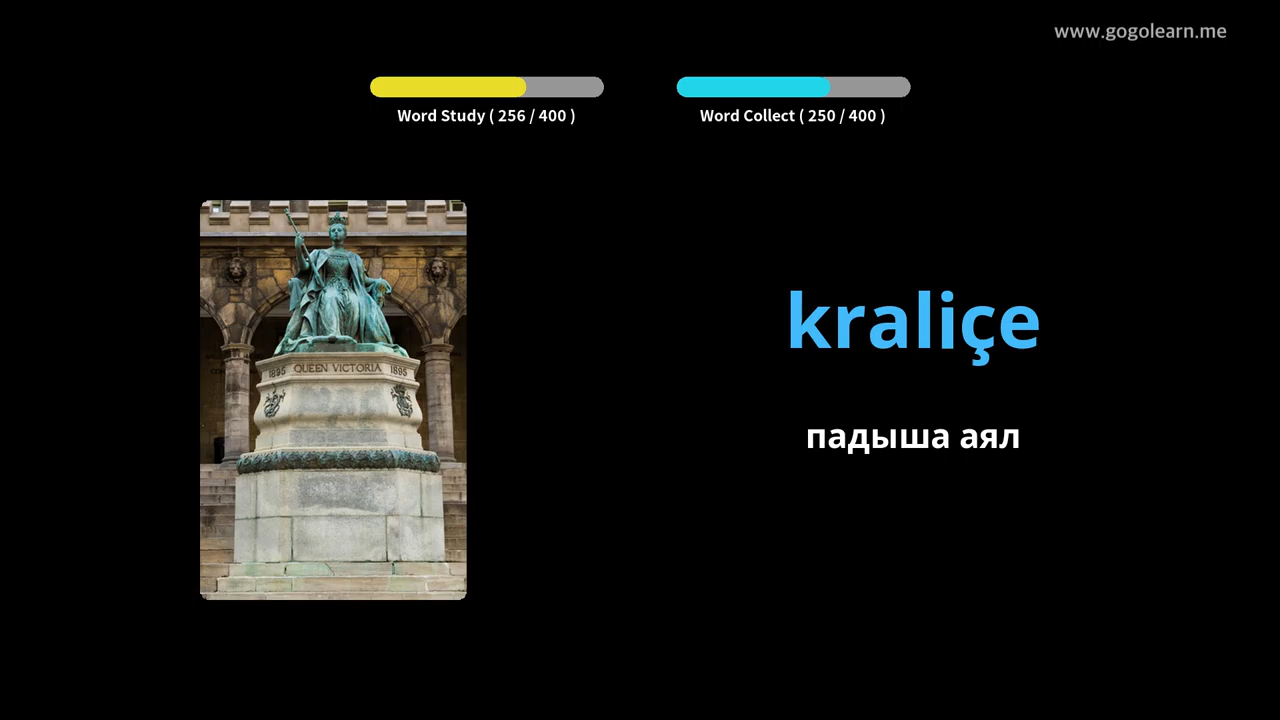 www.gogolearn.me
Word Study ( 256 / 400 )
Word Collect ( 250 / 400 )
1895 QUEEN VICTORIA 1895
kraliçe
падыша аял